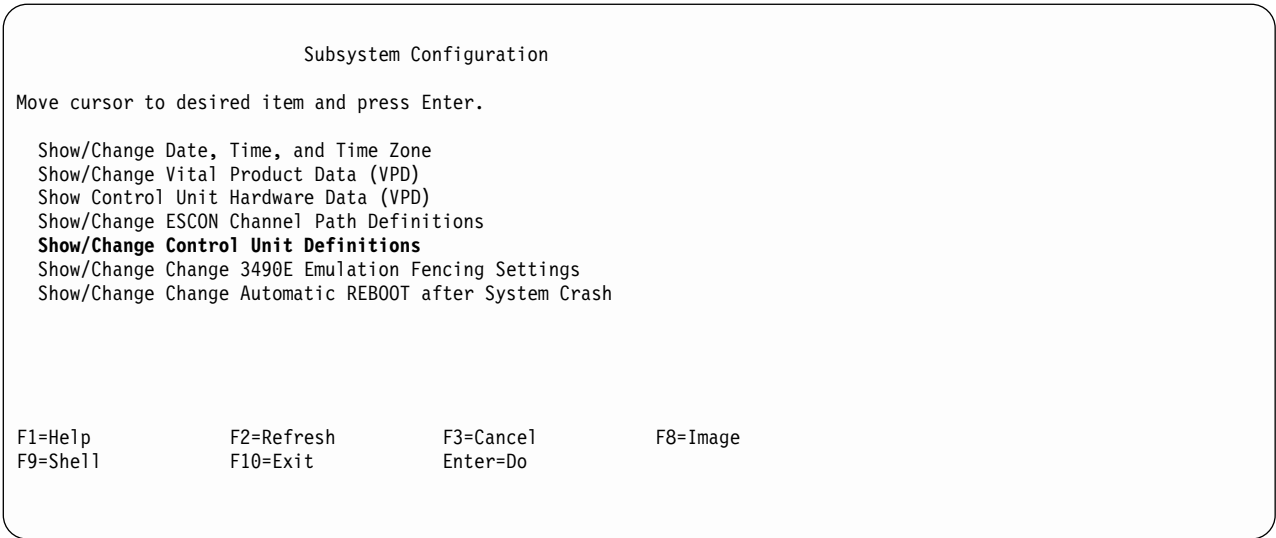 Subsystem Configuration
Move cursor to desired item and press Enter.
Show/Change Date, Time, and Time Zone
Show/Change Vital Product Data (VPD)
Show Control Unit Hardware Data (VPD)
Show/Change ESCON Channel Path Definitions
Show/Change Control Unit Definitions
Show/Change Change 3490E Emulation Fencing Settings
Show/Change Change Automatic REBOOT after System Crash
F1=Help F2=Refresh F3=Cancel F8=Image
F9=Shell F10=Exit Enter=Do